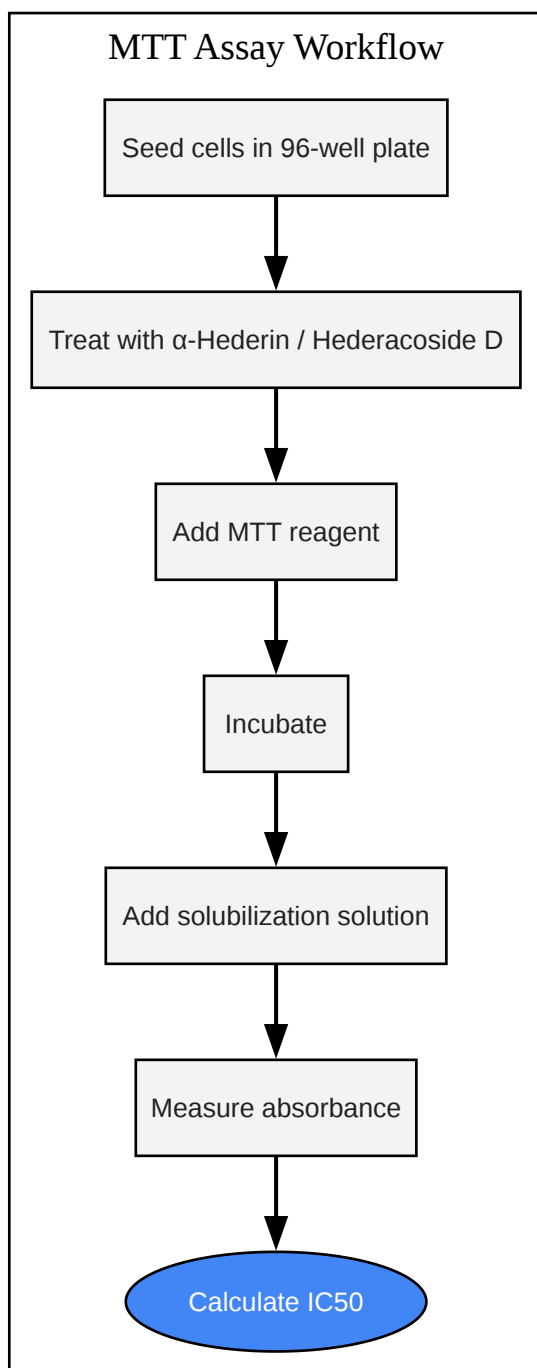 MTT Assay Workflow
Seed cells in 96-well plate
Treat with α-Hederin / Hederacoside D
Add MTT reagent
Incubate
Add solubilization solution
Measure absorbance
Calculate IC50